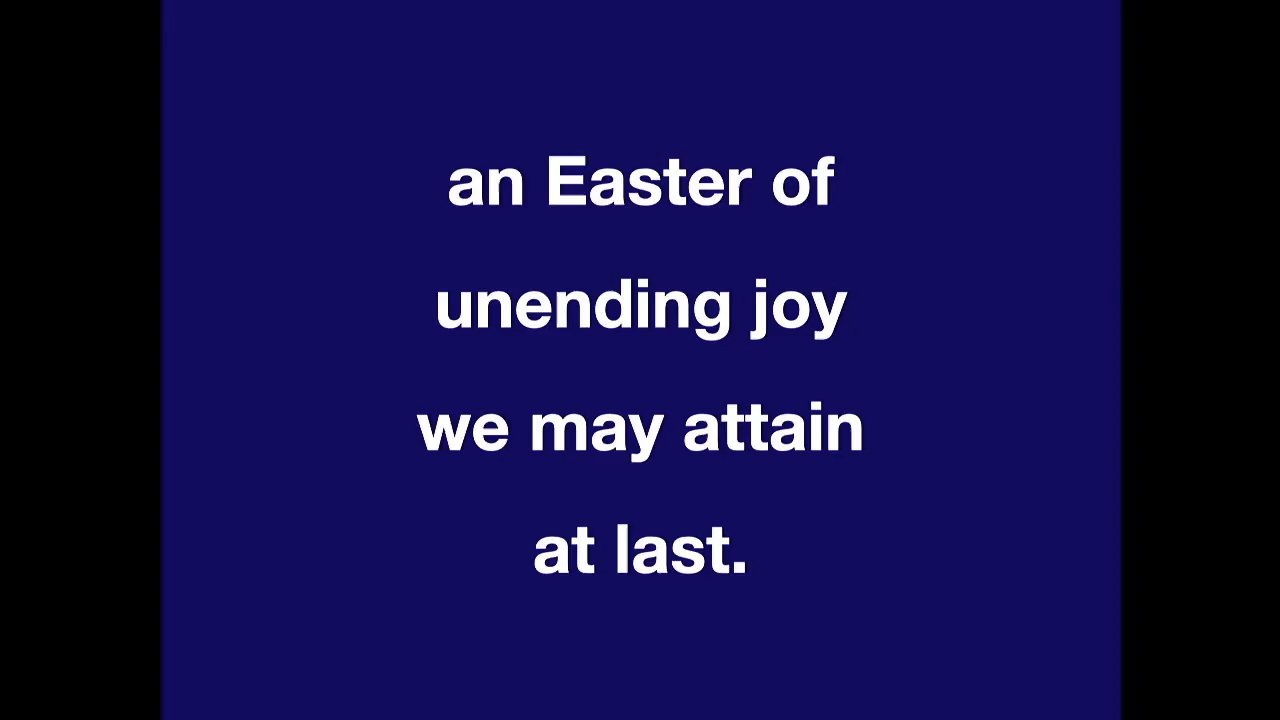 an Easter of
unending joy
we may attain
at last.